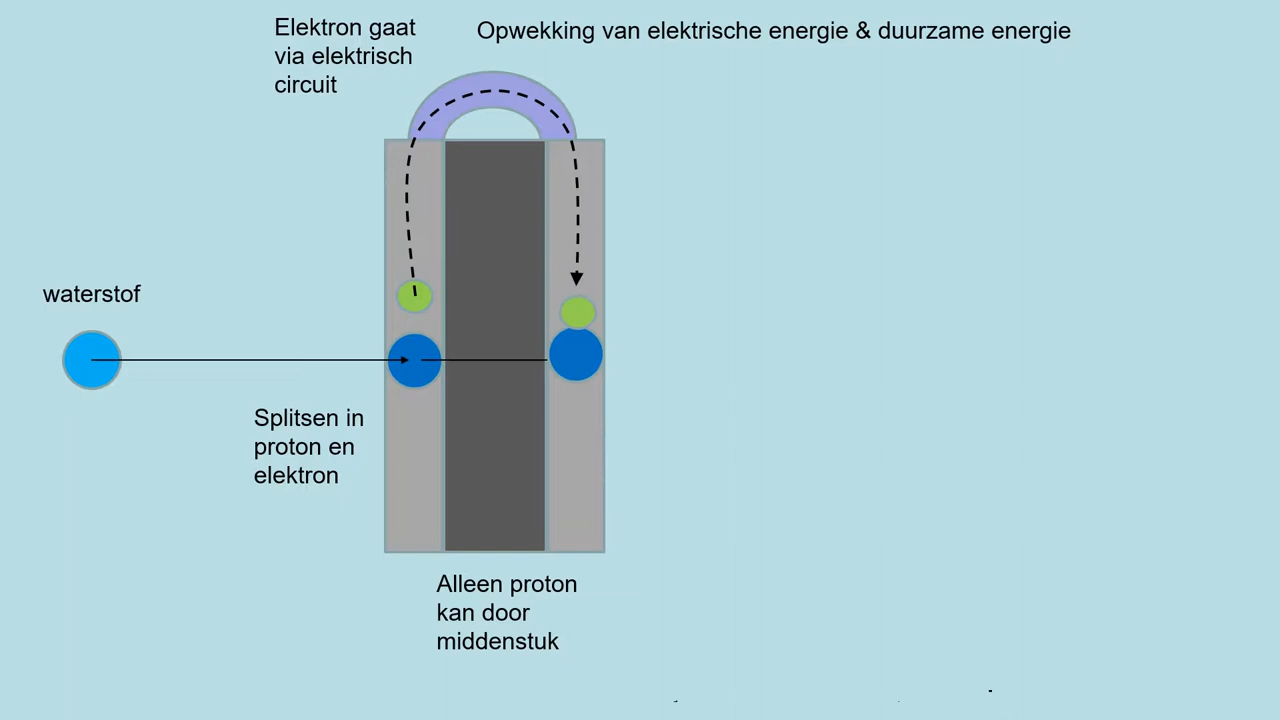 Elektron gaat
via elektrisch
circuit
Opwekking van elektrische energie & duurzame energie
waterstof
Splitsen in
proton en
elektron
Alleen proton
kan door
middenstuk